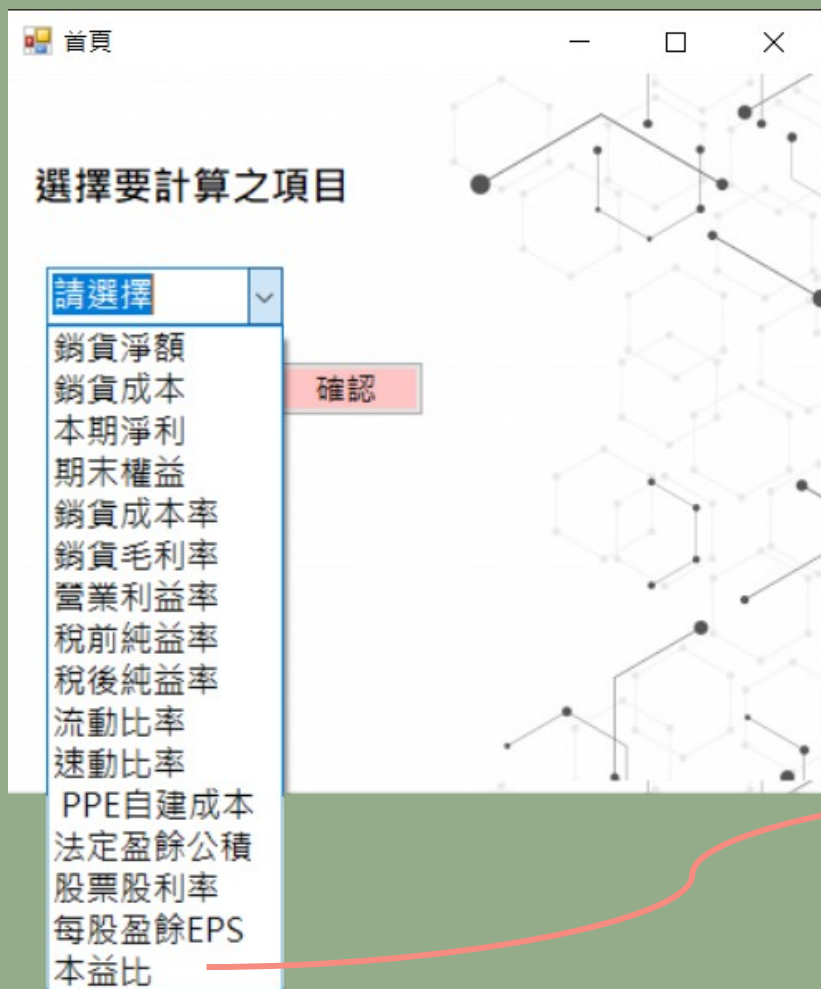 首頁
選擇要計算之項目
請選擇
銷貨淨額
銷貨成本
確認
本期淨利
期末權益
銷貨成本率
銷貨毛利率
營業利益率
稅前純益率
稅後純益率
流動比率
速動比率
PPE自建成本
法定盈餘公積
股票股利率
每股盈餘EPS
本益比